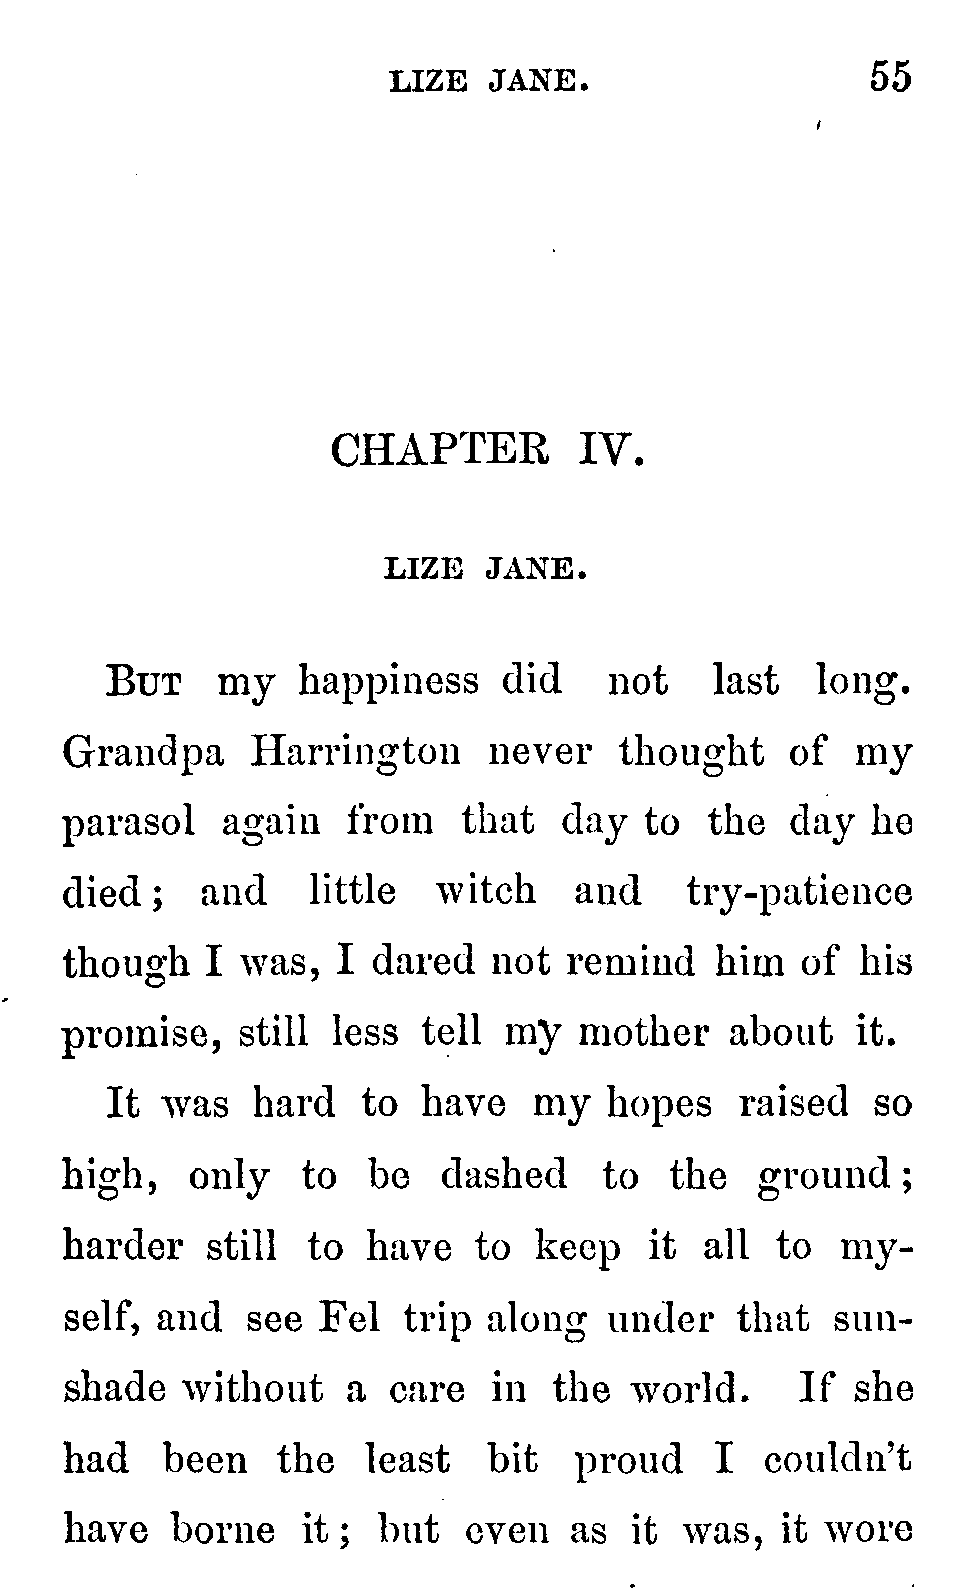 LIZE JANE. 55
CHAPTER IV.
LIZE JANE.
BUT my happiness did not last long.
Grandpa Harrington never thought of my
parasol again from that day to the day he
died; and little witch and try-patience
though I was, I dared not remind him of his
promise, still less tell my mother about it.
It was hard to have my hopes raised so
high, only to be dashed to the ground;
harder still to have to keep it all to my-
self, and see Fel trip along under that sun-
shade without a care in the world. If she
had been the least bit proud I couldn't
have borne it; but even as it was, it wore